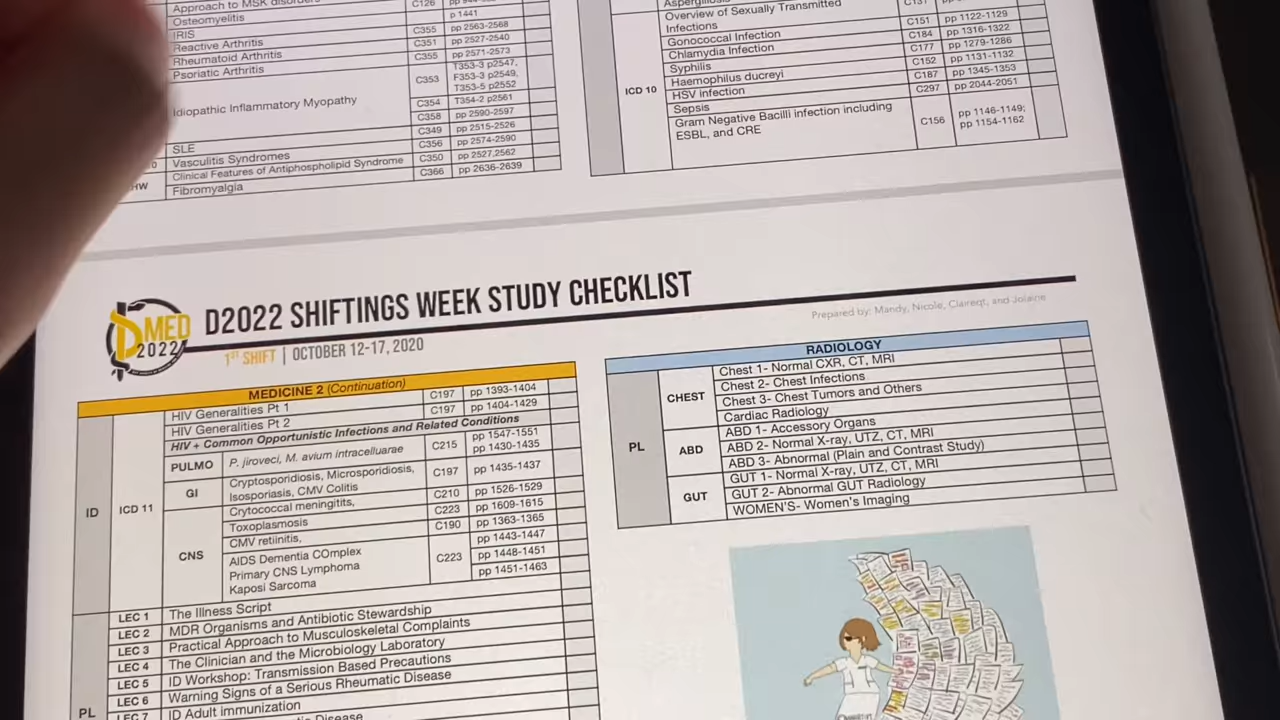 Approach to MSK disorders C126
Osteomyelitis p 1441
IRIS C355 pp 2563-2568
Reactive Arthritis C351 pp 2527-2540
Rheumatoid Arthritis C355 pp 2571-2573
Psoriatic Arthritis
Idiopathic Inflammatory Myopathy C353 T353-3 p2547,
F353-3 p2549,
T353-5 p2552
C354 T354-2 p2561
C358 pp 2590-2597
SLE C349 pp 2515-2526
Vasculitis Syndromes C356 pp 2574-2590
Clinical Features of Antiphospholipid Syndrome C350 pp 2527,2562
HW Fibromyalgia C366 pp 2636-2639
ICD 10
Overview of Sexually Transmitted
Infections
Gonococcal Infection C151 pp 1122-1129
Chlamydia Infection C184 pp 1316-1322
Syphilis C177 pp 1279-1286
Haemophilus ducreyi C152 pp 1131-1132
HSV infection C187 pp 1345-1353
Sepsis C297 pp 2044-2051
Gram Negative Bacilli infection including
ESBL, and CRE C156 pp 1146-1149;
pp 1154-1162
D MED
2022
D2022 SHIFTINGS WEEK STUDY CHECKLIST
1ST SHIFT | OCTOBER 12-17, 2020
Prepared by: Mandy, Nicole, Claireqt, and Jolaine
MEDICINE 2 (Continuation)
ID ICD 11
HIV Generalities Pt 1 C197 pp 1393-1404
HIV Generalities Pt 2 C197 pp 1404-1429
HIV + Common Opportunistic Infections and Related Conditions
PULMO P. jiroveci, M. avium intracelluarae C215 pp 1547-1551
pp 1430-1435
GI Cryptosporidiosis, Microsporidiosis,
Isosporiasis, CMV Colitis C197 pp 1435-1437
CNS
Crytococcal meningitits, C210 pp 1526-1529
Toxoplasmosis C223 pp 1609-1615
CMV retiinitis, C190 pp 1363-1365
AIDS Dementia COmplex C223 pp 1443-1447
Primary CNS Lymphoma pp 1448-1451
Kaposi Sarcoma pp 1451-1463
PL
LEC 1 The Illness Script
LEC 2 MDR Organisms and Antibiotic Stewardship
LEC 3 Practical Approach to Musculoskeletal Complaints
LEC 4 The Clinician and the Microbiology Laboratory
LEC 5 ID Workshop: Transmission Based Precautions
LEC 6 Warning Signs of a Serious Rheumatic Disease
LEC 7 ID Adult immunization
Disease
RADIOLOGY
PL
CHEST
Chest 1- Normal CXR, CT, MRI
Chest 2- Chest Infections
Chest 3- Chest Tumors and Others
Cardiac Radiology
ABD
ABD 1- Accessory Organs
ABD 2- Normal X-ray, UTZ, CT, MRI
ABD 3- Abnormal (Plain and Contrast Study)
GUT
GUT 1- Normal X-ray, UTZ, CT, MRI
GUT 2- Abnormal GUT Radiology
WOMEN'S- Women's Imaging